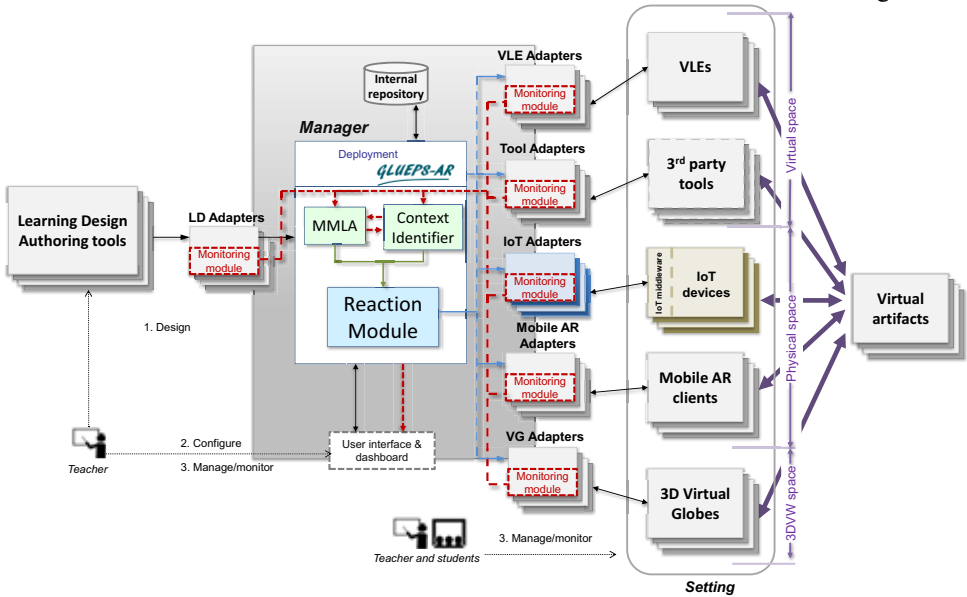 VLE Adapters
Monitoring
module
VLEs
Internal
repository
Manager
Deployment
GLUEPS-AR
Tool Adapters
Monitoring
module
3rd party
tools
Virtual space
Learning Design
Authoring tools
LD Adapters
Monitoring
module
MMLA
Context
Identifier
IoT Adapters
Monitoring
module
IoT middleware
IoT
devices
Physical space
Virtual
artifacts
Reaction
Module
1. Design
Mobile AR
Adapters
Monitoring
module
Mobile AR
clients
Teacher
2. Configure
3. Manage/monitor
User interface &
dashboard
VG Adapters
Monitoring
module
3D Virtual
Globes
3DVW space
Teacher and students
3. Manage/monitor
Setting